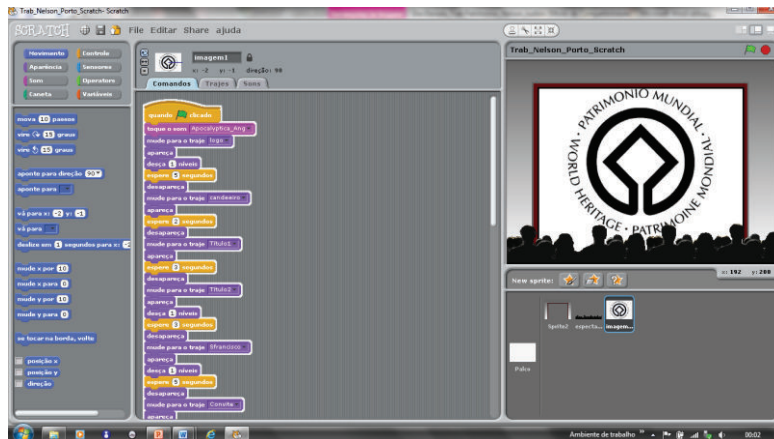 Trab_Nelson_Porto_Scratch- Scratch
SCRATCH
File Editar Share ajuda
Movimento
Controle
Aparência
Sensores
Som
Operators
Caneta
Variáveis
mova 10 passos
vire 15 graus
vire 15 graus
aponte para direção 90
aponte para
vá para x: -2 y: -1
vá para
deslize em 1 segundos para x: -2
mude x por 10
mude x para 0
mude y por 10
mude y para 0
se tocar na borda, volte
posição x
posição y
direção
imagem1
x: -2 y: -1 direção: 90
Comandos
Trajes
Sons
quando clicado
toque o som Apocalyptica_Ang
mude para o traje logo
apareça
desça 1 níveis
espere 5 segundos
desapareça
mude para o traje candeeiro
apareça
espere 2 segundos
desapareça
mude para o traje Título1
apareça
espere 3 segundos
desapareça
mude para o traje Título2
apareça
desça 1 níveis
espere 3 segundos
desapareça
mude para o traje Sfrancisco
apareça
desça 1 níveis
espere 5 segundos
desapareça
mude para o traje Convite
apareça
Trab_Nelson_Porto_Scratch
PATRIMONIO MUNDIAL
WORLD HERITAGE
PATRIMOINE MONDIAL
x: 192 y: 200
New sprite:
Sprite2
especta...
imagem...
Palco
Ambiente de trabalho
00:02